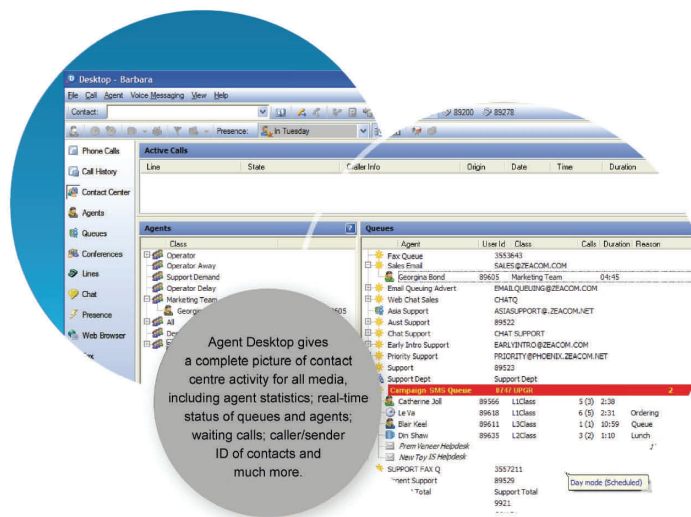 Desktop - Barbara
File Call Agent Voice Messaging View Help
Contact: 89200 89278
Presence: In Tuesday
Phone Calls
Call History
Contact Center
Agents
Queues
Conferences
Lines
Chat
Presence
Web Browser
Active Calls
Line State Caller Info Origin Date Time Duration
Agents
Class
Operator
Operator Away
Support Demand
Operator Delay
Marketing Team
All
Queues
Agent User Id Class Calls Duration Reason
Fax Queue 3553643
Sales Email SALES@ZEACOM.COM
Georgina Bond 89605 Marketing Team 04:45
Equeuing Advert EMAILQUEUING@ZEACOM.COM
Web Chat Sales CHATQ
Asia Support ASIASUPPORT@.ZEACOM.NET
Aust Support 89522
Chat Support CHAT SUPPORT
Early Intro Support EARLYINTRO@ZEACOM.COM
Priority Support PRIORITY@PHOENIX.ZEACOM.NET
Support 89523
Support Dept Support Dept
Campaign SMS Queue 8747 UPGR 2
Catherine Joll 89566 L1Class 5 (3) 2:38
Le Va 89618 L1Class 6 (5) 2:31 Ordering
Blair Keel 89611 L3Class 1 (1) 10:59 Queue
Din Shaw 89635 L2Class 3 (2) 1:10 Lunch
Prem Veneer Helpdesk
New Tay IS Helpdesk
SUPPORT FAX Q 3557211
Support 89529
Total Support Total
9921
Day mode (Scheduled)
Agent Desktop gives
a complete picture of contact
centre activity for all media,
including agent statistics; real-time
status of queues and agents;
waiting calls; caller/sender
ID of contacts and
much more.